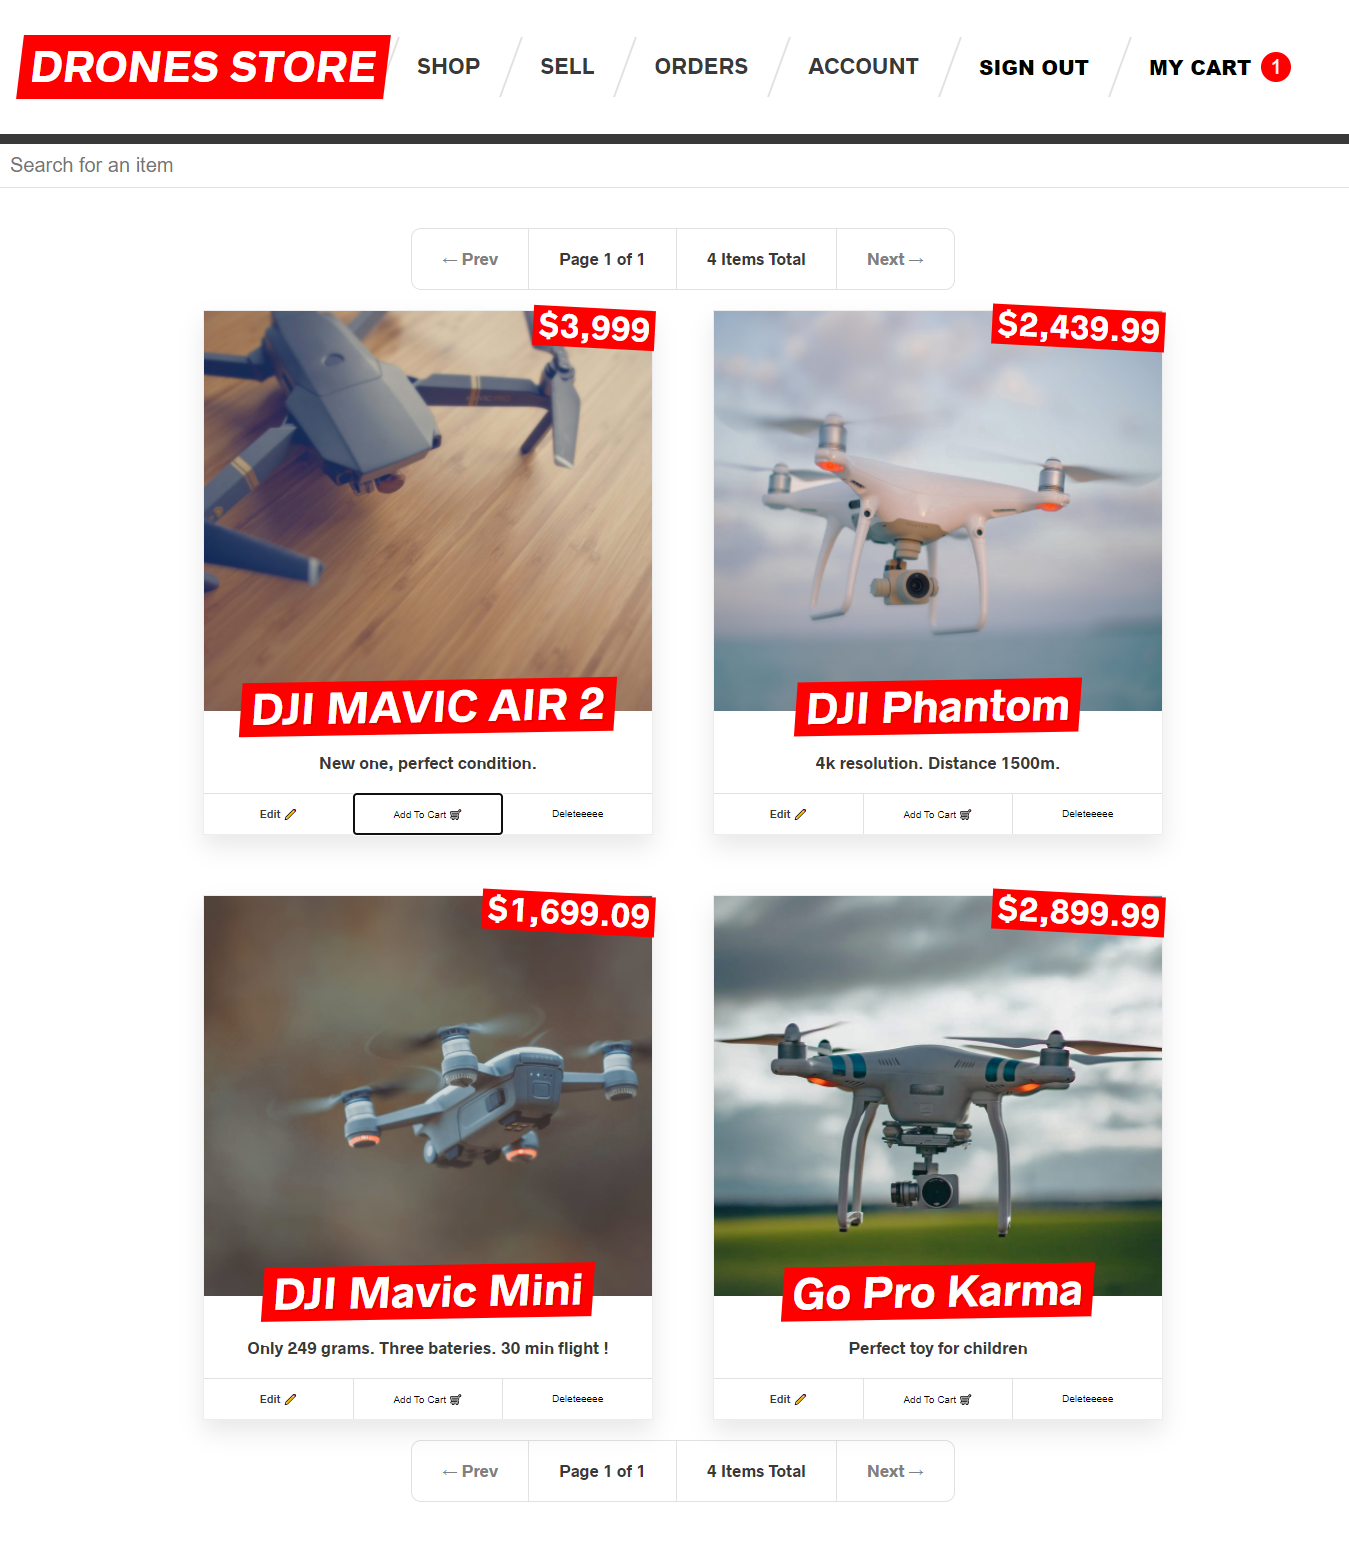 DRONES STORE
SHOP
SELL
ORDERS
ACCOUNT
SIGN OUT
MY CART 1
Search for an item
← Prev
Page 1 of 1
4 Items Total
Next →
$3,999
DJI MAVIC AIR 2
New one, perfect condition.
Edit
Add To Cart
Deleteeeee
$2,439.99
DJI Phantom
4k resolution. Distance 1500m.
Edit
Add To Cart
Deleteeeee
$1,699.09
DJI Mavic Mini
Only 249 grams. Three bateries. 30 min flight !
Edit
Add To Cart
Deleteeeee
$2,899.99
Go Pro Karma
Perfect toy for children
Edit
Add To Cart
Deleteeeee
← Prev
Page 1 of 1
4 Items Total
Next →